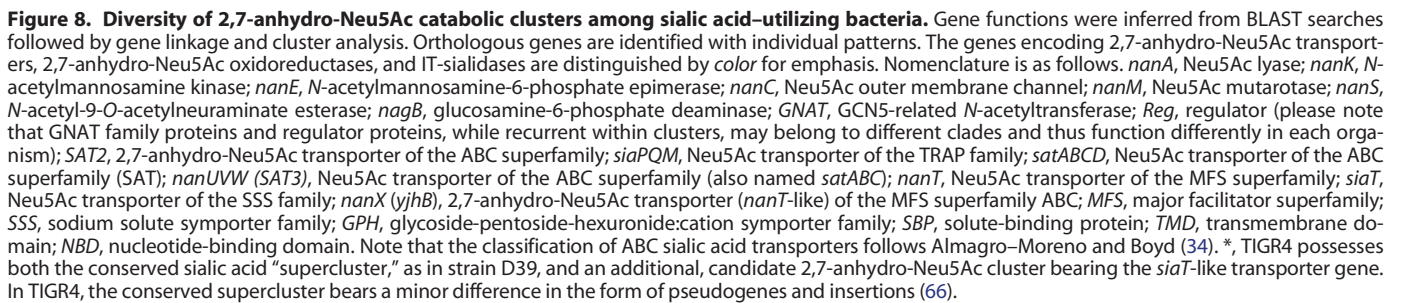 Figure 8. Diversity of 2,7-anhydro-Neu5Ac catabolic clusters among sialic acid–utilizing bacteria. Gene functions were inferred from BLAST searches
followed by gene linkage and cluster analysis. Orthologous genes are identified with individual patterns. The genes encoding 2,7-anhydro-Neu5Ac transport-
ers, 2,7-anhydro-Neu5Ac oxidoreductases, and IT-sialidases are distinguished by color for emphasis. Nomenclature is as follows. nanA, Neu5Ac lyase; nanK, N-
acetylmannosamine kinase; nanE, N-acetylmannosamine-6-phosphate epimerase; nanC, Neu5Ac outer membrane channel; nanM, Neu5Ac mutarotase; nanS,
N-acetyl-9-O-acetylneuraminate esterase; nagB, glucosamine-6-phosphate deaminase; GNAT, GCN5-related N-acetyltransferase; Reg, regulator (please note
that GNAT family proteins and regulator proteins, while recurrent within clusters, may belong to different clades and thus function differently in each orga-
nism); SAT2, 2,7-anhydro-Neu5Ac transporter of the ABC superfamily; siaPQM, Neu5Ac transporter of the TRAP family; satABCD, Neu5Ac transporter of the ABC
superfamily (SAT); nanUVW (SAT3), Neu5Ac transporter of the ABC superfamily (also named satABC); nanT, Neu5Ac transporter of the MFS superfamily; siaT,
Neu5Ac transporter of the SSS family; nanX (yjhB), 2,7-anhydro-Neu5Ac transporter (nanT-like) of the MFS superfamily ABC; MFS, major facilitator superfamily;
SSS, sodium solute symporter family; GPH, glycoside-pentoside-hexuronide:cation symporter family; SBP, solute-binding protein; TMD, transmembrane do-
main; NBD, nucleotide-binding domain. Note that the classification of ABC sialic acid transporters follows Almagro–Moreno and Boyd (34). *, TIGR4 possesses
both the conserved sialic acid “supercluster,” as in strain D39, and an additional, candidate 2,7-anhydro-Neu5Ac cluster bearing the siaT-like transporter gene.
In TIGR4, the conserved supercluster bears a minor difference in the form of pseudogenes and insertions (66).